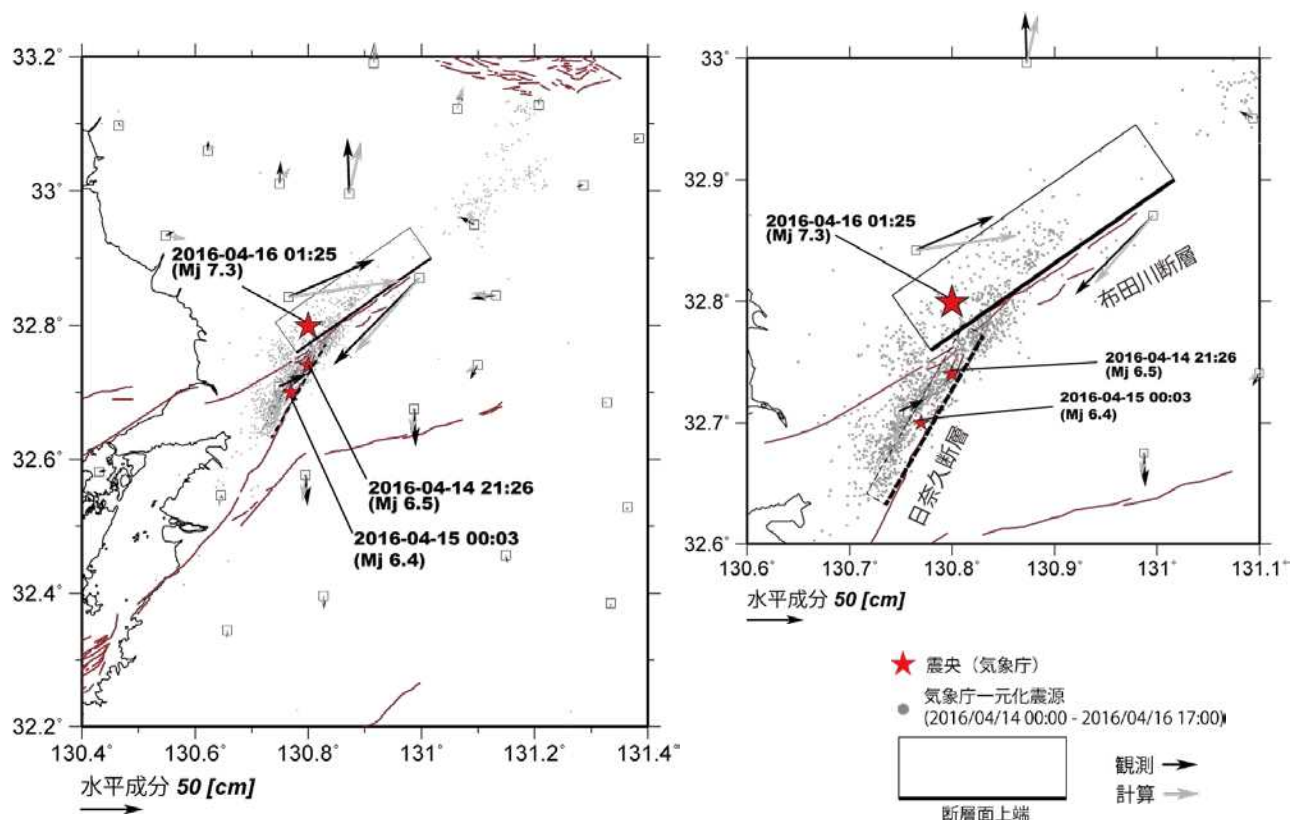 33.2°
33°
32.8°
32.6°
32.4°
32.2°
130.4°
130.6°
130.8°
131°
131.2°
131.4°
2016-04-16 01:25
(Mj 7.3)
2016-04-14 21:26
(Mj 6.5)
2016-04-15 00:03
(Mj 6.4)
水平成分 50 [cm]
33°
32.9°
32.8°
32.7°
32.6°
130.6°
130.7°
130.8°
130.9°
131°
131.1°
2016-04-16 01:25
(Mj 7.3)
布田川断層
2016-04-14 21:26
(Mj 6.5)
2016-04-15 00:03
(Mj 6.4)
日奈久断層
水平成分 50 [cm]
震央（気象庁）
気象庁一元化震源
(2016/04/14 00:00 - 2016/04/16 17:00)
観測
計算
断層面上端